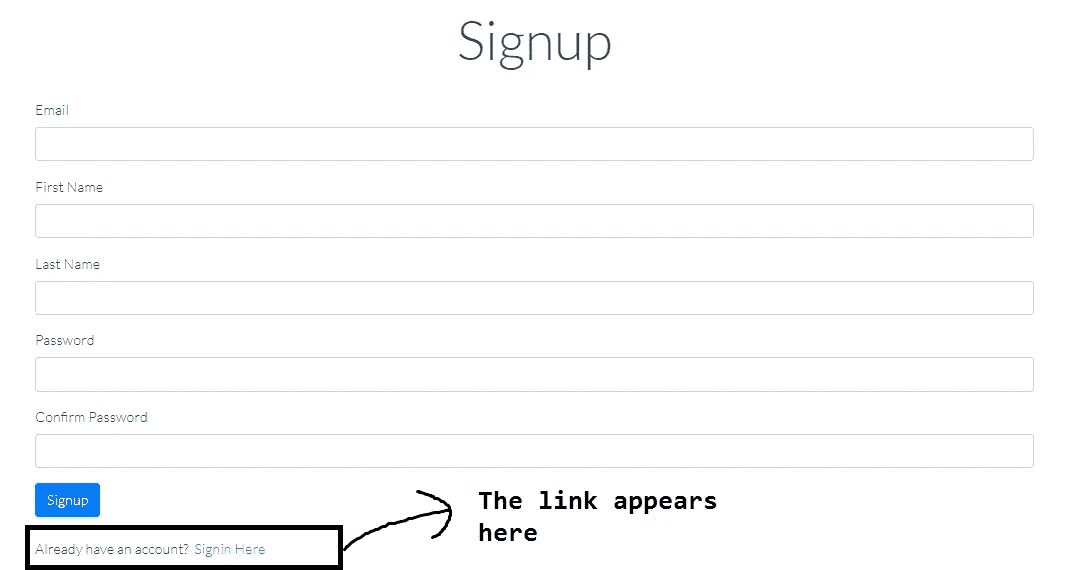 Signup
Email
First Name
Last Name
Password
Confirm Password
Signup
The link appears
here
Already have an account? Signin Here